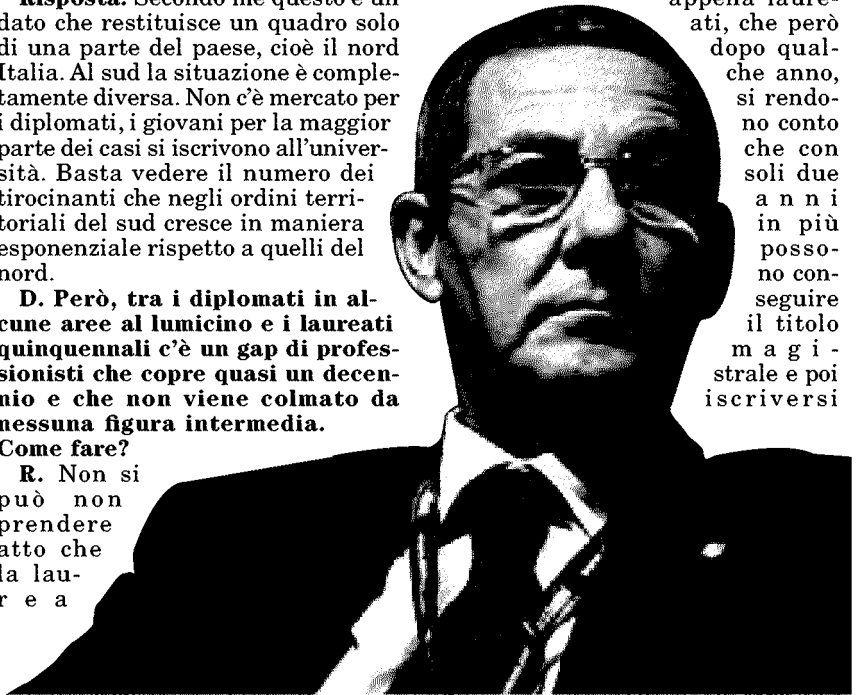 Risposta. Secondo me questo è un
dato che restituisce un quadro solo
di una parte del paese, cioè il nord
Italia. Al sud la situazione è comple-
tamente diversa. Non c'è mercato per
i diplomati, i giovani per la maggior
parte dei casi si iscrivono all'univer-
sità. Basta vedere il numero dei
tirocinanti che negli ordini terri-
toriali del sud cresce in maniera
esponenziale rispetto a quelli del
nord.
D. Però, tra i diplomati in al-
cune aree al lumicino e i laureati
quinquennali c'è un gap di profes-
sionisti che copre quasi un decen-
nio e che non viene colmato da
nessuna figura intermedia.
Come fare?
R. Non si
può non
prendere
atto che
la lau-
r e a
appena laure-
ati, che però
dopo qual-
che anno,
si rendo-
no conto
che con
soli due
a n n i
in più
posso-
no con-
seguire
il titolo
m a g i -
strale e poi
iscriversi